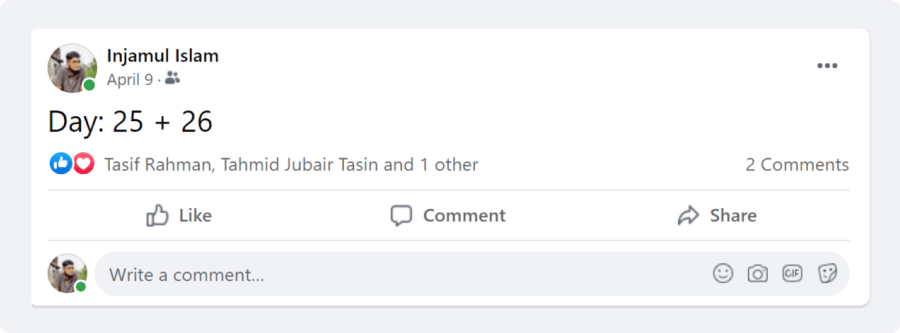 Injamul Islam
April 9 ·
Day: 25 + 26
Tasif Rahman, Tahmid Jubair Tasin and 1 other 2 Comments
Like Comment Share
Write a comment... GIF